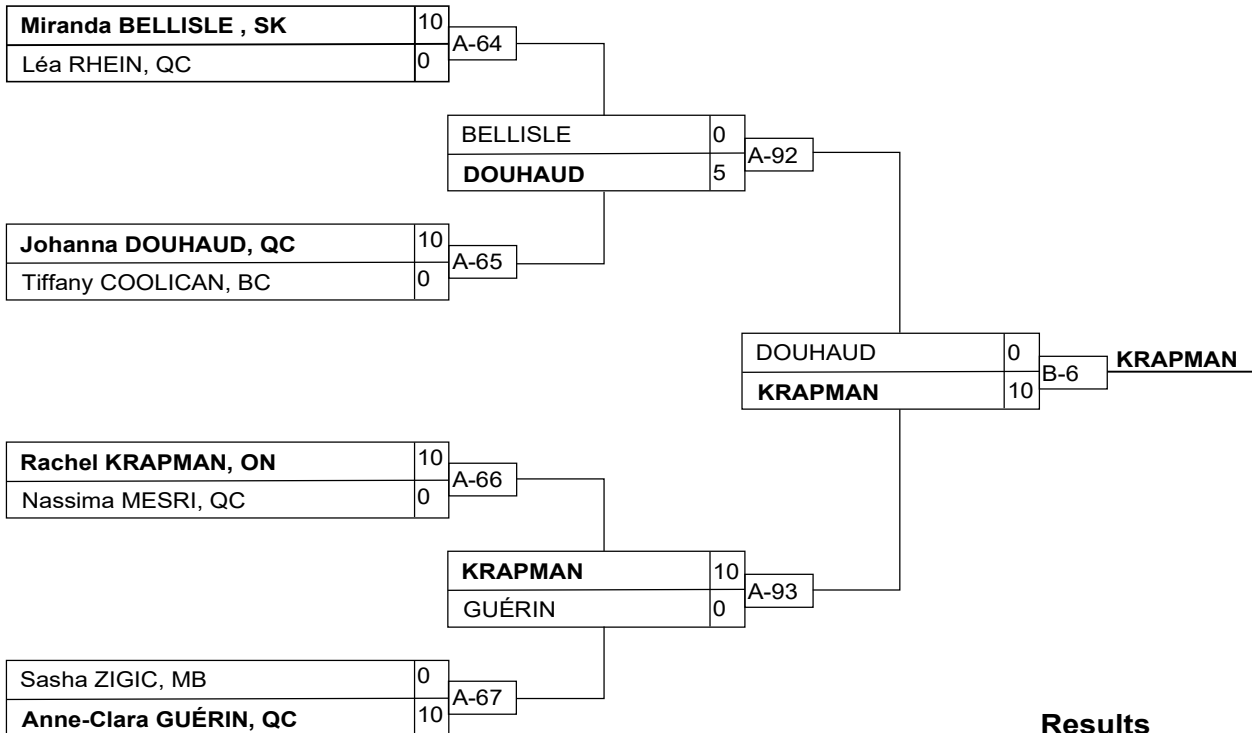 Miranda BELLISLE , SK 10
A-64
Léa RHEIN, QC 0
BELLISLE 0
A-92
DOUHAUD 5
Johanna DOUHAUD, QC 10
A-65
Tiffany COOLICAN, BC 0
DOUHAUD 0
B-6 KRAPMAN
KRAPMAN 10
Rachel KRAPMAN, ON 10
A-66
Nassima MESRI, QC 0
KRAPMAN 10
A-93
GUÉRIN 0
Sasha ZIGIC, MB 0
A-67
Anne-Clara GUÉRIN, QC 10
Results